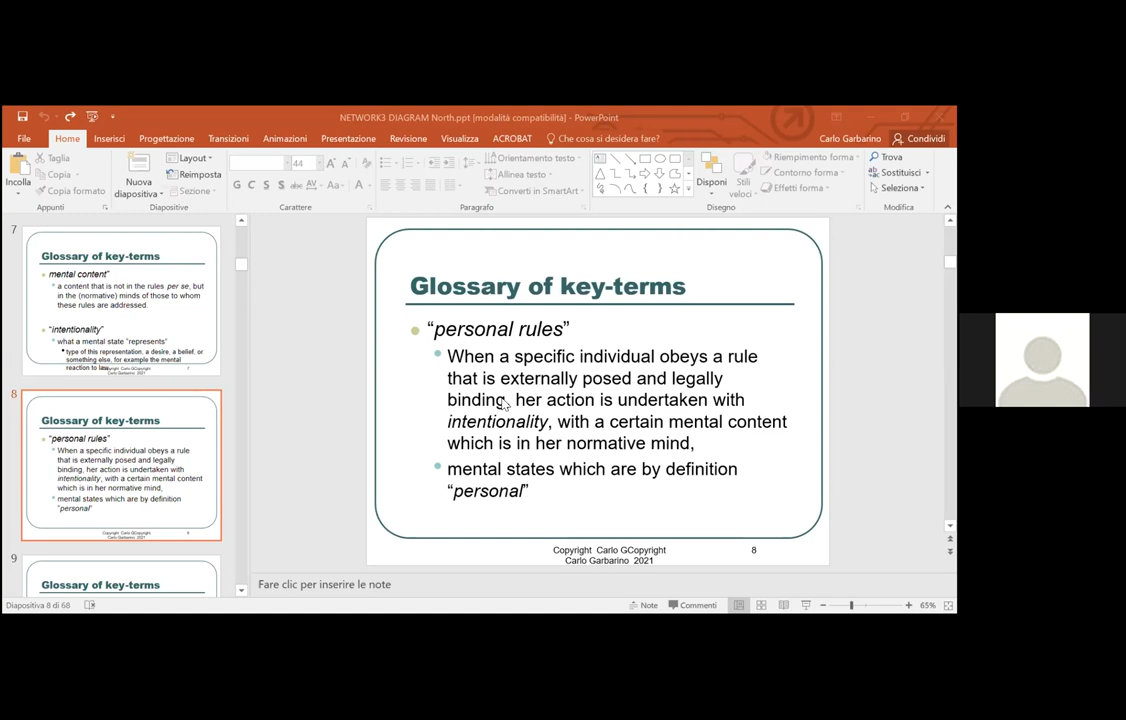 NETWORK3 DIAGRAM North.ppt [modalità compatibilità] - PowerPoint
File Home Inserisci Progettazione Transizioni Animazioni Presentazione Revisione Visualizza ACROBAT Che cosa si desidera fare? Carlo Garbarino Condividi
Incolla
Taglia
Copia
Copia formato
Appunti
Nuova
diapositiva
Layout
Reimposta
Sezione
Diapositive
44
G C S S abc AV Aa A
Carattere
Orientamento testo
Allinea testo
Converti in SmartArt
Paragrafo
Disponi
Stili
veloci
Riempimento forma
Contorno forma
Effetti forma
Disegno
Trova
Sostituisci
Seleziona
Modifica
7
Glossary of key-terms
mental content”
a content that is not in the rules per se, but
in the (normative) minds of those to whom
these rules are addressed.
“intentionality”
what a mental state “represents”
type of this representation, a desire, a belief, or
something else, for example the mental
reaction to law
Copyright Carlo GCopyright
Carlo Garbarino 2021
7
8
Glossary of key-terms
“personal rules”
When a specific individual obeys a rule
that is externally posed and legally
binding, her action is undertaken with
intentionality, with a certain mental content
which is in her normative mind,
mental states which are by definition
“personal”
Copyright Carlo GCopyright
Carlo Garbarino 2021
8
9
Glossary of key-terms
Glossary of key-terms
“personal rules”
When a specific individual obeys a rule
that is externally posed and legally
binding, her action is undertaken with
intentionality, with a certain mental content
which is in her normative mind,
mental states which are by definition
“personal”
Copyright Carlo GCopyright
Carlo Garbarino 2021
8
Fare clic per inserire le note
Diapositiva 8 di 68
Note Commenti 65%